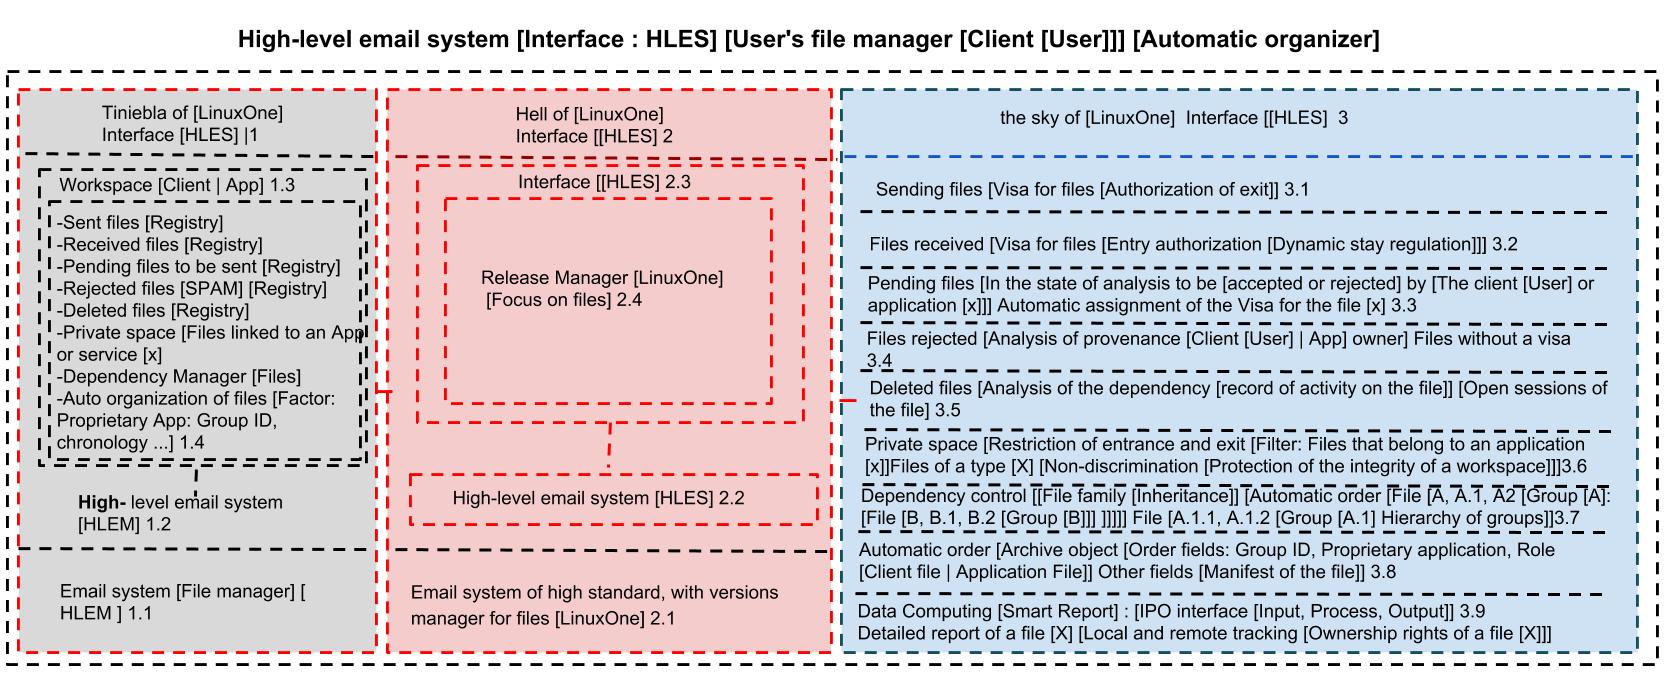 High-level email system [Interface : HLES] [User's file manager [Client [User]]] [Automatic organizer]
Tiniebla of [LinuxOne]
Interface [HLES] |1
Workspace [Client | App] 1.3
-Sent files [Registry]
-Received files [Registry]
-Pending files to be sent [Registry]
-Rejected files [SPAM] [Registry]
-Deleted files [Registry]
-Private space [Files linked to an App
or service [x]
-Dependency Manager [Files]
-Auto organization of files [Factor:
Proprietary App: Group ID,
chronology ...] 1.4
High- level email system
[HLEM] 1.2
Email system [File manager] [
HLEM ] 1.1
Hell of [LinuxOne]
Interface [[HLES] 2
Interface [[HLES] 2.3
Release Manager [LinuxOne]
[Focus on files] 2.4
High-level email system [HLES] 2.2
Email system of high standard, with versions
manager for files [LinuxOne] 2.1
the sky of [LinuxOne] Interface [[HLES] 3
Sending files [Visa for files [Authorization of exit]] 3.1
Files received [Visa for files [Entry authorization [Dynamic stay regulation]]] 3.2
Pending files [In the state of analysis to be [accepted or rejected] by [The client [User] or
application [x]]] Automatic assignment of the Visa for the file [x] 3.3
Files rejected [Analysis of provenance [Client [User] | App] owner] Files without a visa
3.4
Deleted files [Analysis of the dependency [record of activity on the file]] [Open sessions of
the file] 3.5
Private space [Restriction of entrance and exit [Filter: Files that belong to an application
[x]]Files of a type [X] [Non-discrimination [Protection of the integrity of a workspace]]]3.6
Dependency control [[File family [Inheritance]] [Automatic order [File [A, A.1, A2 [Group [A]:
[File [B, B.1, B.2 [Group [B]]] ]]]]] File [A.1.1, A.1.2 [Group [A.1] Hierarchy of groups]]3.7
Automatic order [Archive object [Order fields: Group ID, Proprietary application, Role
[Client file | Application File]] Other fields [Manifest of the file]] 3.8
Data Computing [Smart Report] : [IPO interface [Input, Process, Output]] 3.9
Detailed report of a file [X] [Local and remote tracking [Ownership rights of a file [X]]]